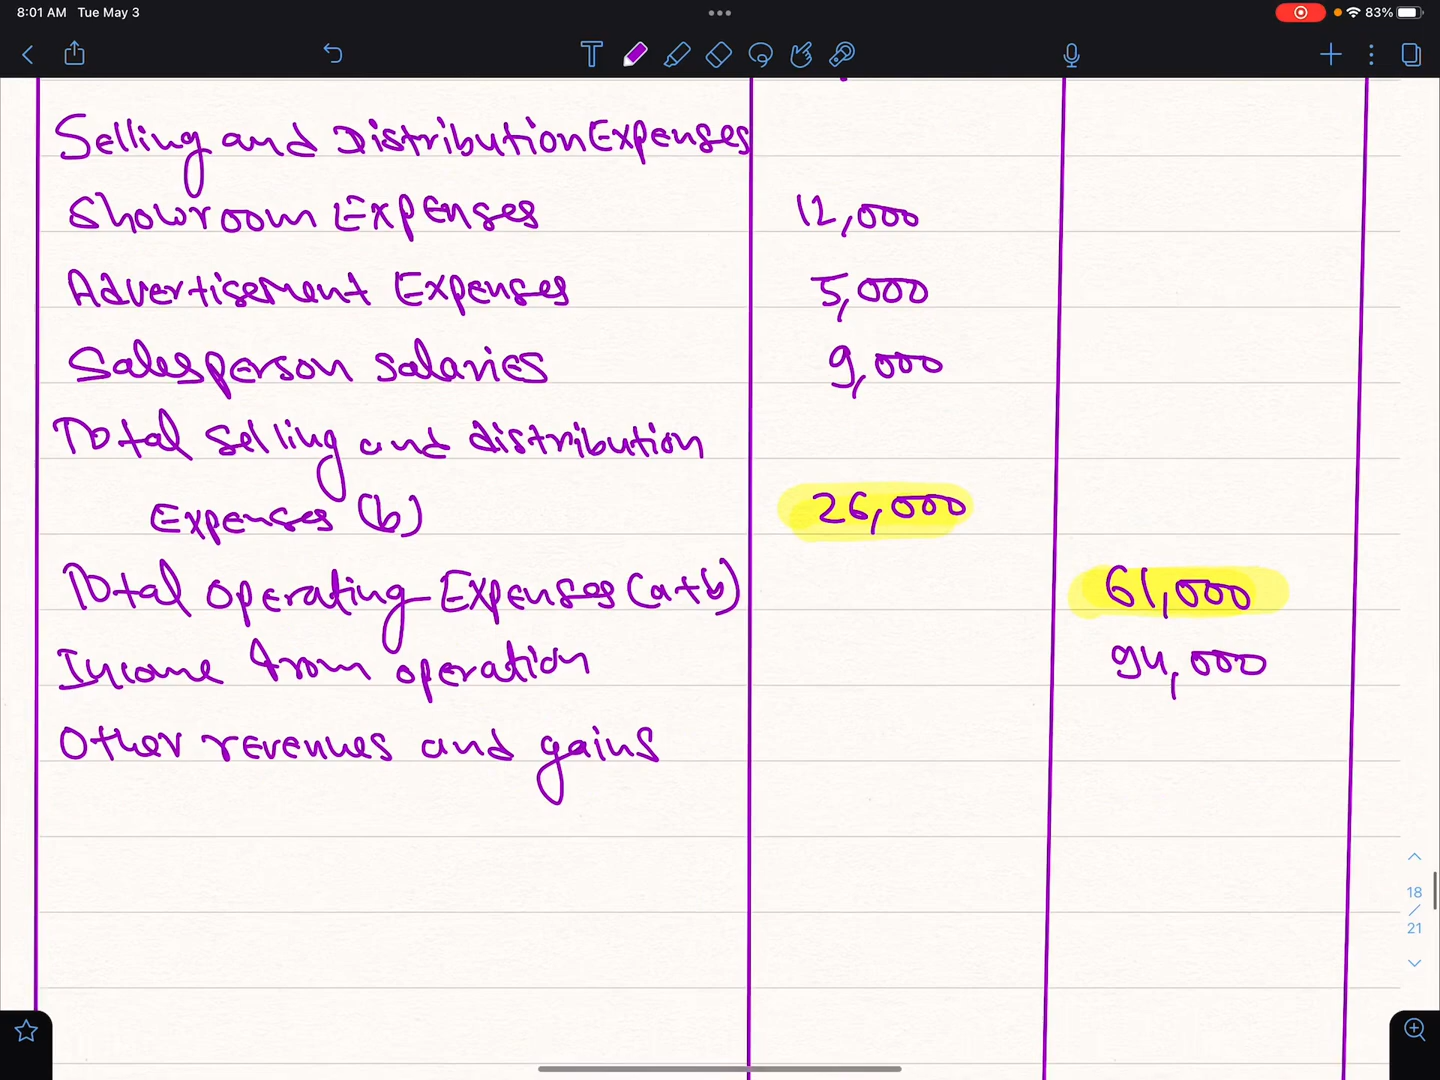 8:01 AM Tue May 3
83%
T
Selling and Distribution Expenses
Showroom Expenses 12,000
Advertisement Expenses 5,000
Salesperson salaries 9,000
Total selling and distribution
Expenses (b) 26,000
Total operating Expenses (a+b) 61,000
Income from operation 94,000
Other revenues and gains
18
/
21